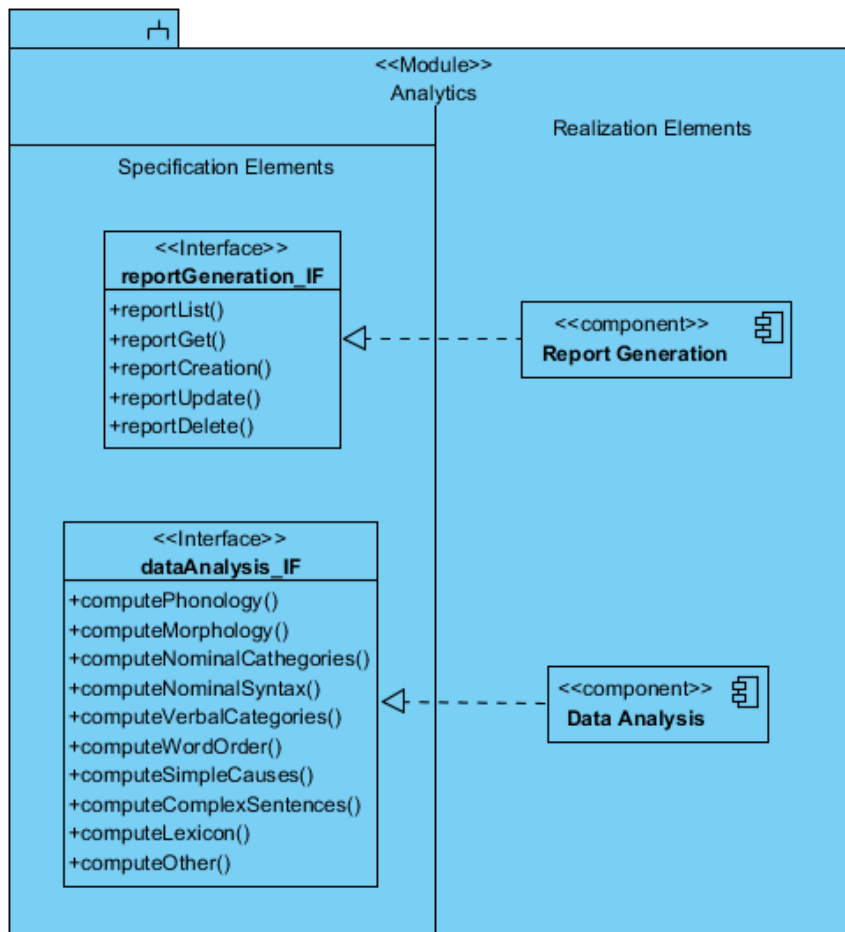 <<Module>>
Analytics
Realization Elements
Specification Elements
<<Interface>>
reportGeneration_IF
+reportList()
+reportGet()
+reportCreation()
+reportUpdate()
+reportDelete()
<<component>>
Report Generation
<<Interface>>
dataAnalysis_IF
+computePhonology()
+computeMorphology()
+computeNominalCathegories()
+computeNominalSyntax()
+computeVerbalCategories()
+computeWordOrder()
+computeSimpleCauses()
+computeComplexSentences()
+computeLexicon()
+computeOther()
<<component>>
Data Analysis